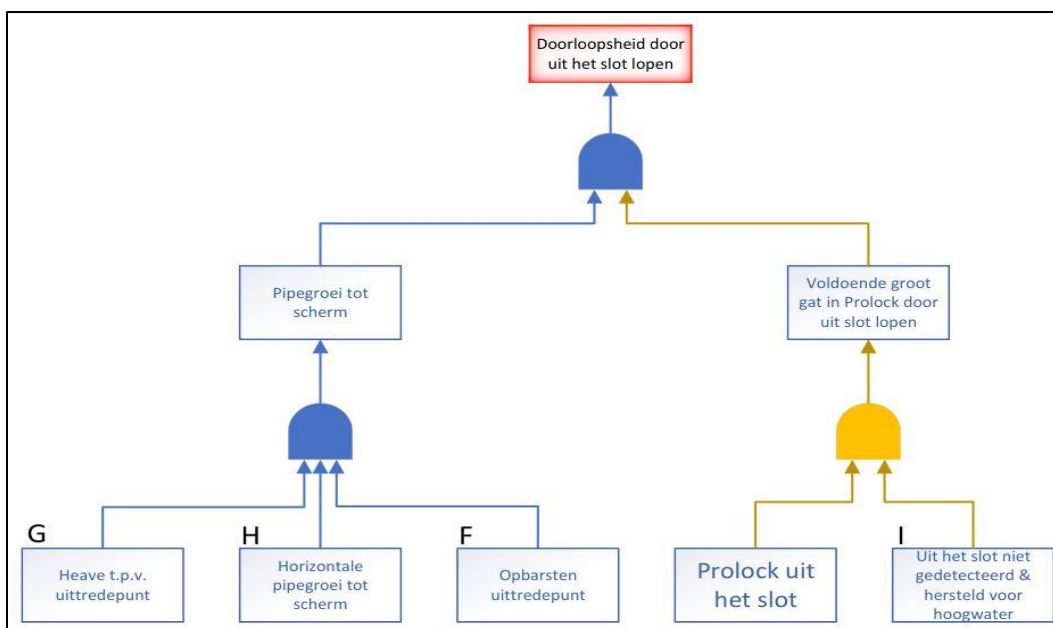 Doorloopsheid door
uit het slot lopen
Pipegroei tot
scherm
Voldoende groot
gat in Prolock door
uit slot lopen
G
Heave t.p.v.
uittredepunt
H
Horizontale
pipegroei tot
scherm
F
Opbarsten
uittredepunt
Prolock uit
het slot
I
Uit het slot niet
gedetecteerd &
hersteld voor
hoogwater